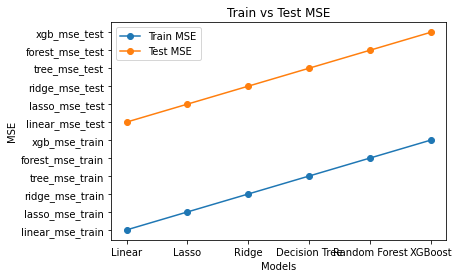 Train vs Test MSE
Train MSE
Test MSE
MSE
xgb_mse_test
forest_mse_test
tree_mse_test
ridge_mse_test
lasso_mse_test
linear_mse_test
xgb_mse_train
forest_mse_train
tree_mse_train
ridge_mse_train
lasso_mse_train
linear_mse_train
Linear Lasso Ridge Decision Tree Random Forest XGBoost
Models